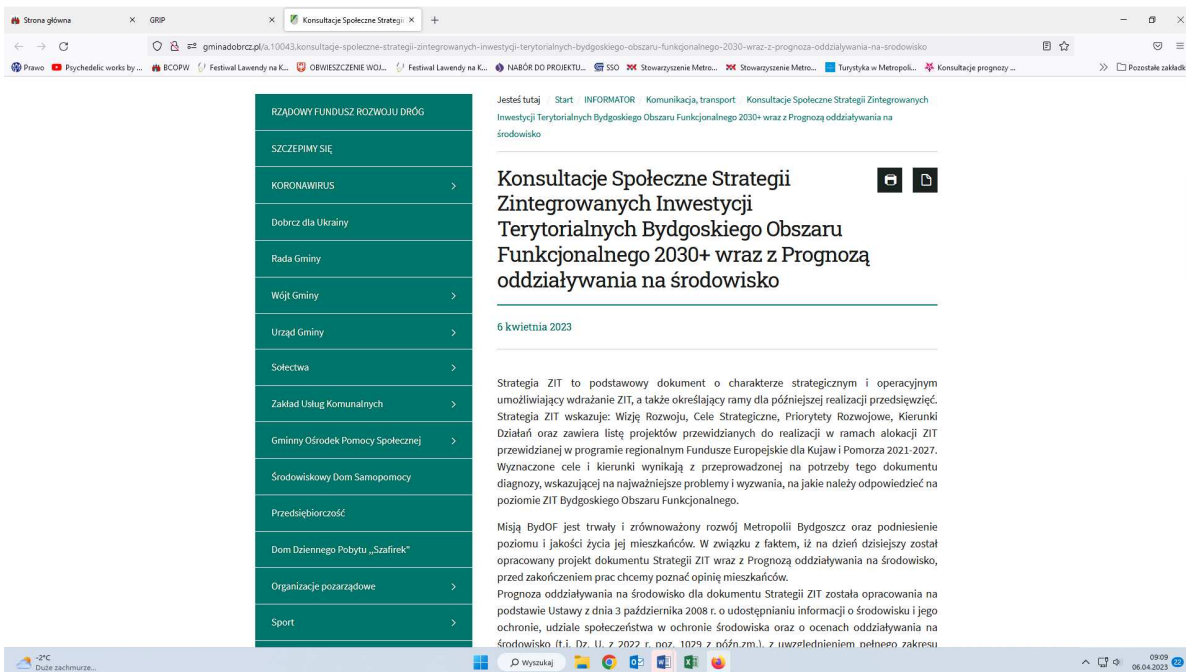 Strona główna
GRIP
Konsultacje Społeczne Strategii
gminadobrcz.pl/a,10043,konsultacje-spoleczne-strategii-zintegrowanych-inwestycji-terytorialnych-bydgoskiego-obszaru-funkcjonalnego-2030-wraz-z-prognoza-oddzialywania-na-srodowisko
Prawo Psychedelic works by ... BCOPW Festiwal Lawendy na K... OBWIESZCZENIE WOJ... Festiwal Lawendy na K... NABÓR DO PROJEKTU... SSO Stowarzyszenie Metro... Stowarzyszenie Metro... Turystyka w Metropoli... Konsultacje prognozy ... Pozostałe zakładk
RZĄDOWY FUNDUSZ ROZWOJU DRÓG
SZCZEPIMY SIĘ
KORONAWIRUS
Dobrcz dla Ukrainy
Rada Gminy
Wójt Gminy
Urząd Gminy
Sołectwa
Zakład Usług Komunalnych
Gminny Ośrodek Pomocy Społecznej
Środowiskowy Dom Samopomocy
Przedsiębiorczość
Dom Dziennego Pobytu ,,Szafirek"
Organizacje pozarządowe
Sport
Jesteś tutaj / Start / INFORMATOR / Komunikacja, transport / Konsultacje Społeczne Strategii Zintegrowanych
Inwestycji Terytorialnych Bydgoskiego Obszaru Funkcjonalnego 2030+ wraz z Prognozą oddziaływania na
środowisko
Konsultacje Społeczne Strategii
Zintegrowanych Inwestycji
Terytorialnych Bydgoskiego Obszaru
Funkcjonalnego 2030+ wraz z Prognozą
oddziaływania na środowisko
6 kwietnia 2023
Strategia ZIT to podstawowy dokument o charakterze strategicznym i operacyjnym
umożliwiający wdrażanie ZIT, a także określający ramy dla późniejszej realizacji przedsięwzięć.
Strategia ZIT wskazuje: Wizję Rozwoju, Cele Strategiczne, Priorytety Rozwojowe, Kierunki
Działań oraz zawiera listę projektów przewidzianych do realizacji w ramach alokacji ZIT
przewidzianej w programie regionalnym Fundusze Europejskie dla Kujaw i Pomorza 2021-2027.
Wyznaczone cele i kierunki wynikają z przeprowadzonej na potrzeby tego dokumentu
diagnozy, wskazującej na najważniejsze problemy i wyzwania, na jakie należy odpowiedzieć na
poziomie ZIT Bydgoskiego Obszaru Funkcjonalnego.
Misją BydOF jest trwały i zrównoważony rozwój Metropolii Bydgoszcz oraz podniesienie
poziomu i jakości życia jej mieszkańców. W związku z faktem, iż na dzień dzisiejszy został
opracowany projekt dokumentu Strategii ZIT wraz z Prognozą oddziaływania na środowisko,
przed zakończeniem prac chcemy poznać opinię mieszkańców.
Prognoza oddziaływania na środowisko dla dokumentu Strategii ZIT została opracowania na
podstawie Ustawy z dnia 3 października 2008 r. o udostępnianiu informacji o środowisku i jego
ochronie, udziale społeczeństwa w ochronie środowiska oraz o ocenach oddziaływania na
środowisko (t.j. Dz. U. z 2022 r. poz. 1029 z późn.zm.), z uwzględnieniem pełnego zakresu
-2°C
Duże zachmurze...
Wyszukaj
09:09
06.04.2023
22